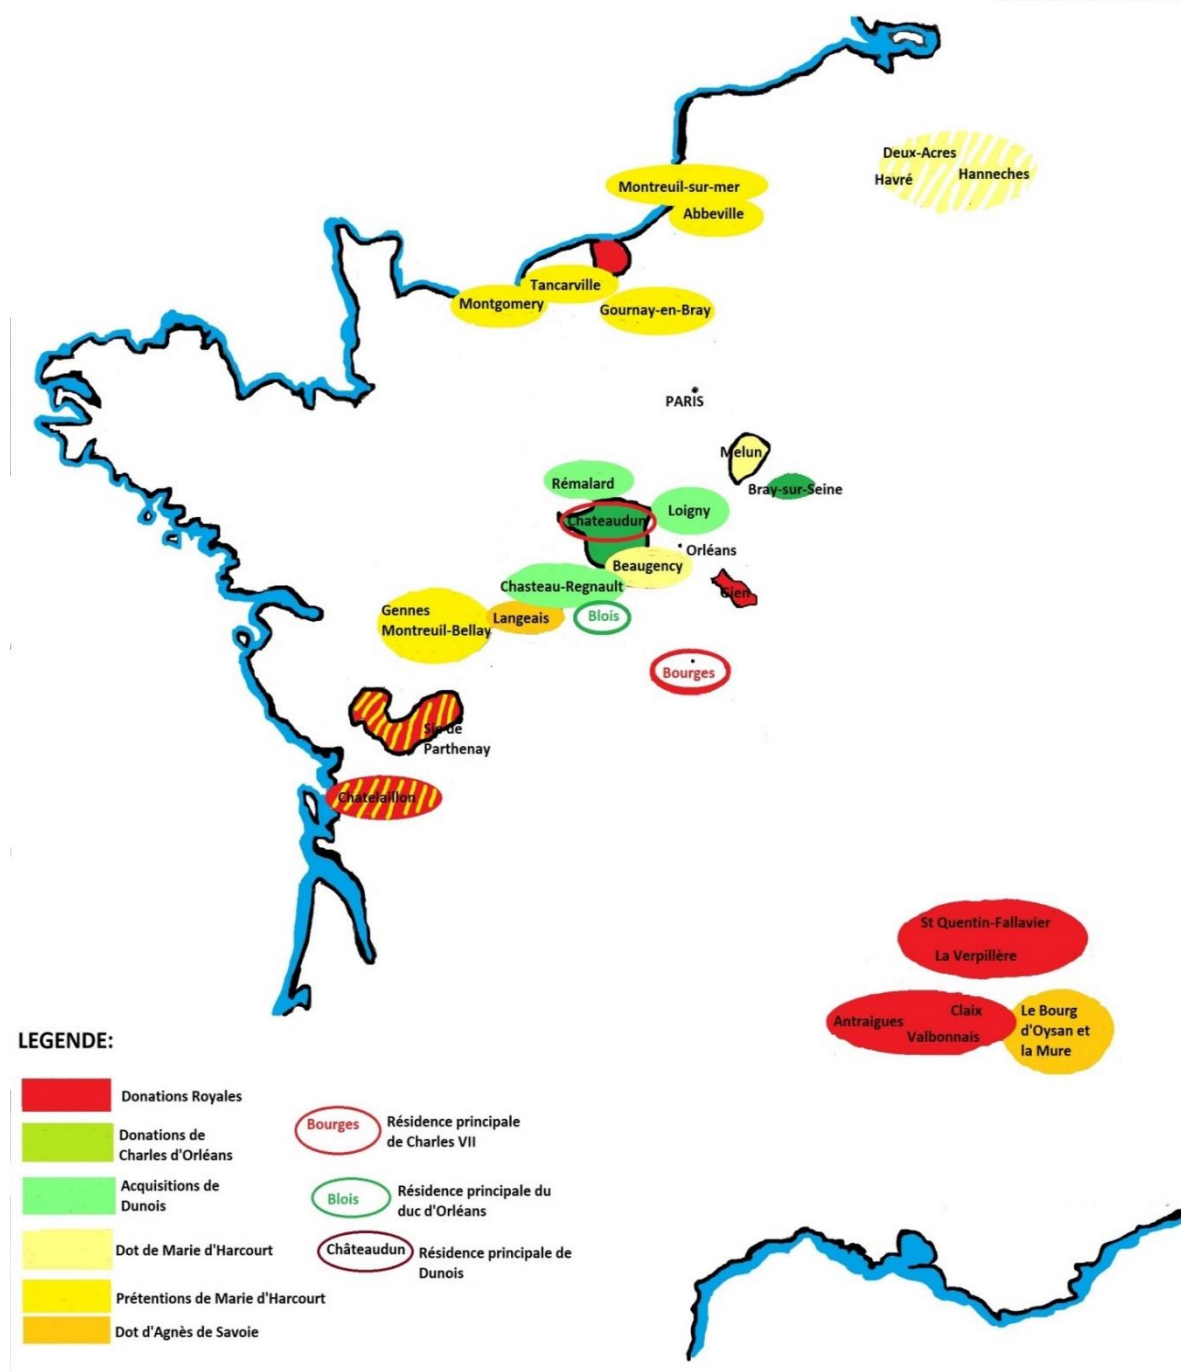 Deux-Acres
Havré
Hanneches
Montreuil-sur-mer
Abbeville
Tancarville
Montgomery
Gournay-en-Bray
PARIS
Melun
Bray-sur-Seine
Rémalard
Loigny
Chateaudun
Orléans
Beaugency
Chasteau-Regnault
Gien
Gennes
Montreuil-Bellay
Langeais
Blois
Bourges
Sie de
Parthenay
Chatelaillon
St Quentin-Fallavier
La Verpillère
Antraigues
Claix
Valbonnais
Le Bourg
d'Oysan et
la Mure
LEGENDE:
Donations Royales
Donations de
Charles d'Orléans
Acquisitions de
Dunois
Dot de Marie d'Harcourt
Prétentions de Marie d'Harcourt
Dot d'Agnès de Savoie
Bourges
Résidence principale
de Charles VII
Blois
Résidence principale du
duc d'Orléans
Châteaudun
Résidence principale de
Dunois